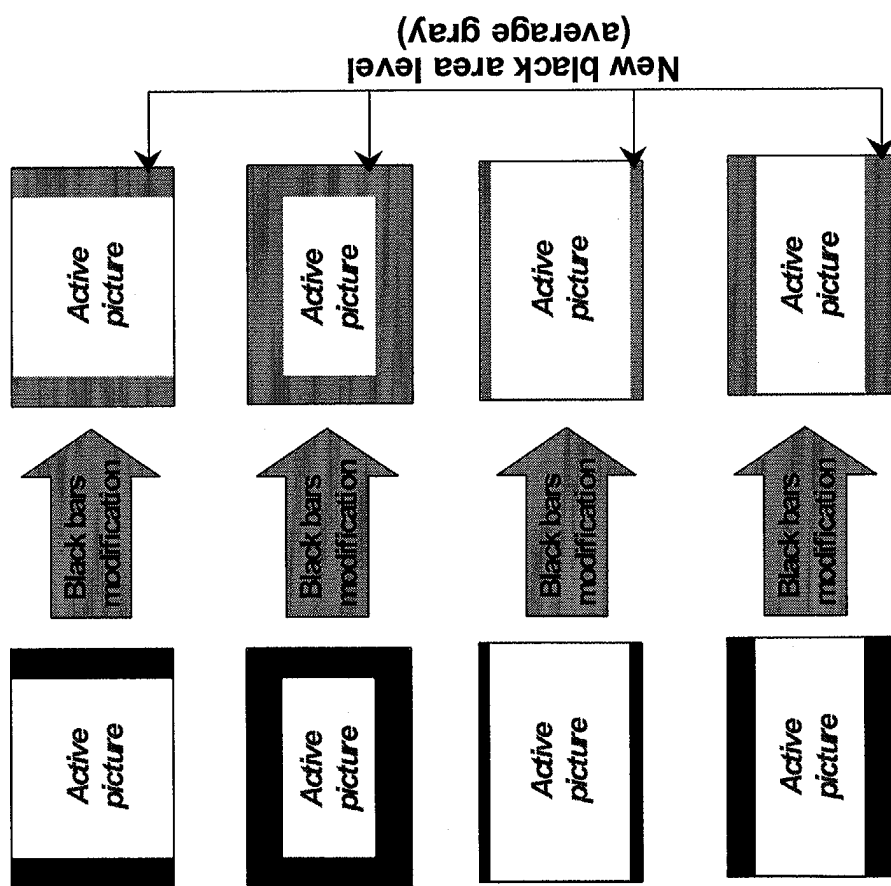 Active
picture
Black bars
modification
Active
picture
Active
picture
Black bars
modification
Active
picture
Active
picture
Black bars
modification
Active
picture
Active
picture
Black bars
modification
Active
picture
New black area level
(average gray)